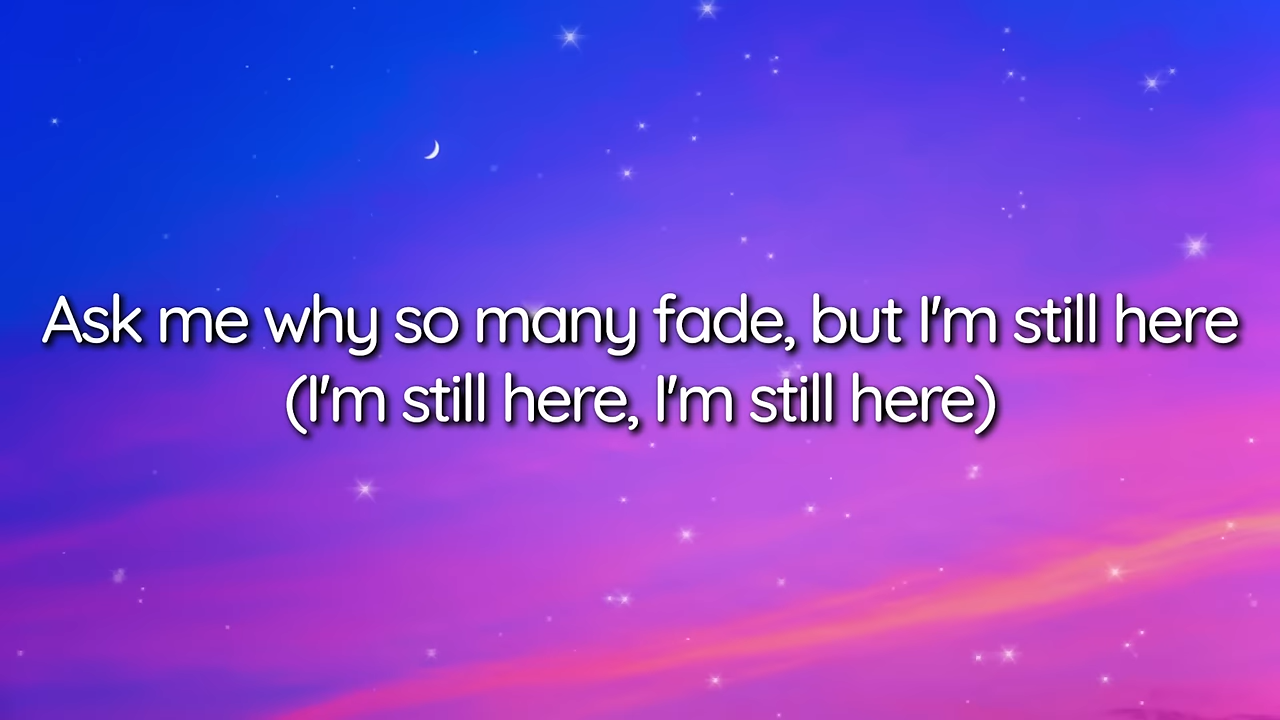 Ask me why so many fade, but I'm still here
(I'm still here, I'm still here)